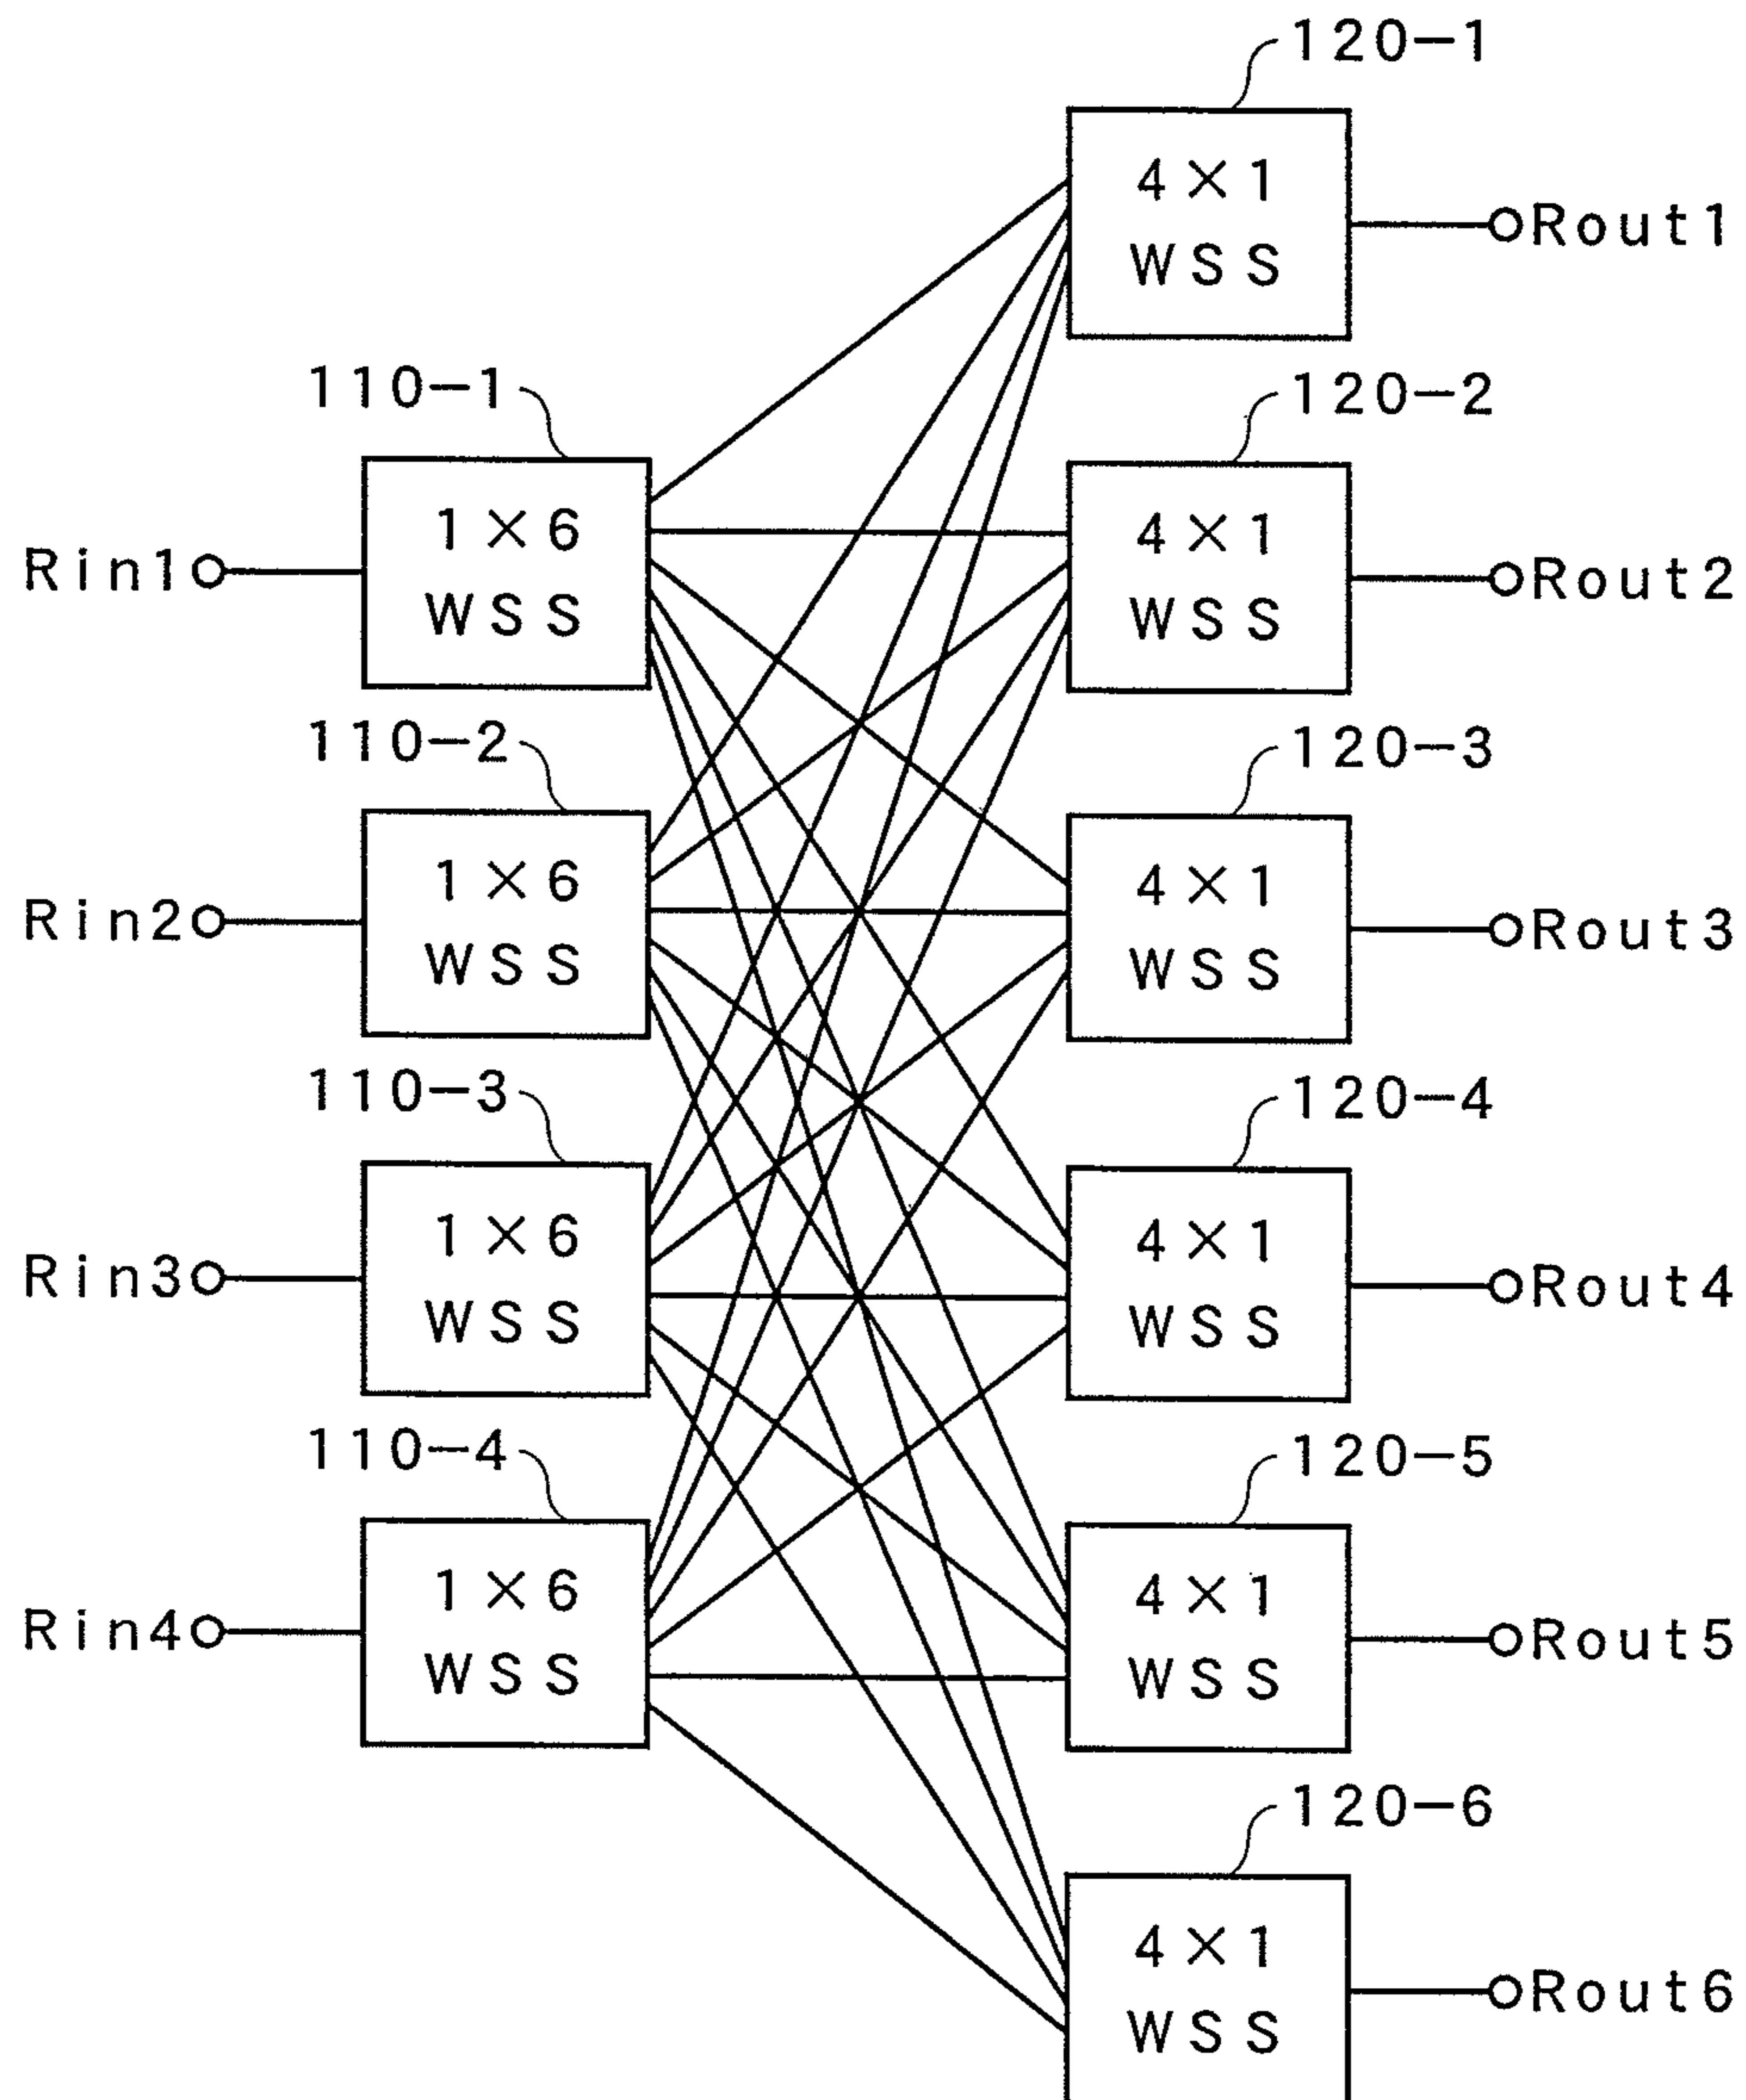 120-1
4×1
WSS
Rout1
110-1
120-2
1×6
WSS
Rin1
4×1
WSS
Rout2
110-2
120-3
1×6
WSS
Rin2
4×1
WSS
Rout3
110-3
120-4
1×6
WSS
Rin3
4×1
WSS
Rout4
110-4
120-5
1×6
WSS
Rin4
4×1
WSS
Rout5
120-6
4×1
WSS
Rout6